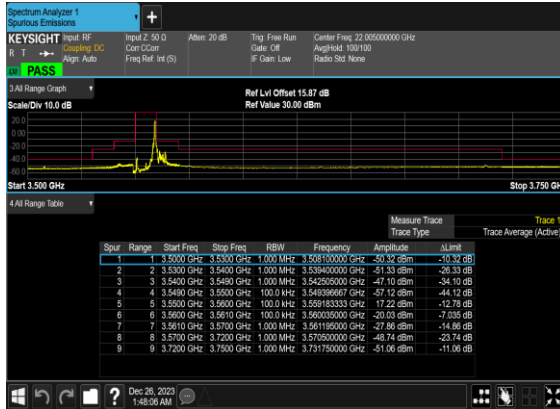 Spectrum Analyzer 1
Spurious Emissions
KEYSIGHT Input: RF Input Z: 50 Ω Atten: 20 dB Trig: Free Run Center Freq: 22.005000000 GHz
R T Coupling: DC Corr CCorr Gate: Off Avg|Hold: 100/100
Align: Auto Freq Ref: Int (S) IF Gain: Low Radio Std: None
PASS
3 All Range Graph
Ref Lvl Offset 15.87 dB
Scale/Div 10.0 dB Ref Value 30.00 dBm
20.0
0.00
-20.0
-40.0
-60.0
Start 3.500 GHz Stop 3.750 GH
4 All Range Table
Measure Trace Trace 1
Trace Type Trace Average (Active)
Spur Range Start Freq Stop Freq RBW Frequency Amplitude ΔLimit
1 1 3.5000 GHz 3.5300 GHz 1.000 MHz 3.508100000 GHz -50.32 dBm -10.32 dB
2 2 3.5300 GHz 3.5400 GHz 1.000 MHz 3.539400000 GHz -51.33 dBm -26.33 dB
3 3 3.5400 GHz 3.5490 GHz 1.000 MHz 3.542505000 GHz -47.10 dBm -34.10 dB
4 4 3.5490 GHz 3.5500 GHz 100.0 kHz 3.549396667 GHz -57.12 dBm -44.12 dB
5 5 3.5500 GHz 3.5600 GHz 100.0 kHz 3.559183333 GHz 17.22 dBm -12.78 dB
6 6 3.5600 GHz 3.5610 GHz 100.0 kHz 3.560035000 GHz -20.03 dBm -7.035 dB
7 7 3.5610 GHz 3.5700 GHz 1.000 MHz 3.561195000 GHz -27.86 dBm -14.86 dB
8 8 3.5700 GHz 3.7200 GHz 1.000 MHz 3.570500000 GHz -48.74 dBm -23.74 dB
9 9 3.7200 GHz 3.7500 GHz 1.000 MHz 3.731750000 GHz -51.06 dBm -11.06 dB
Dec 26, 2023
1:48:06 AM